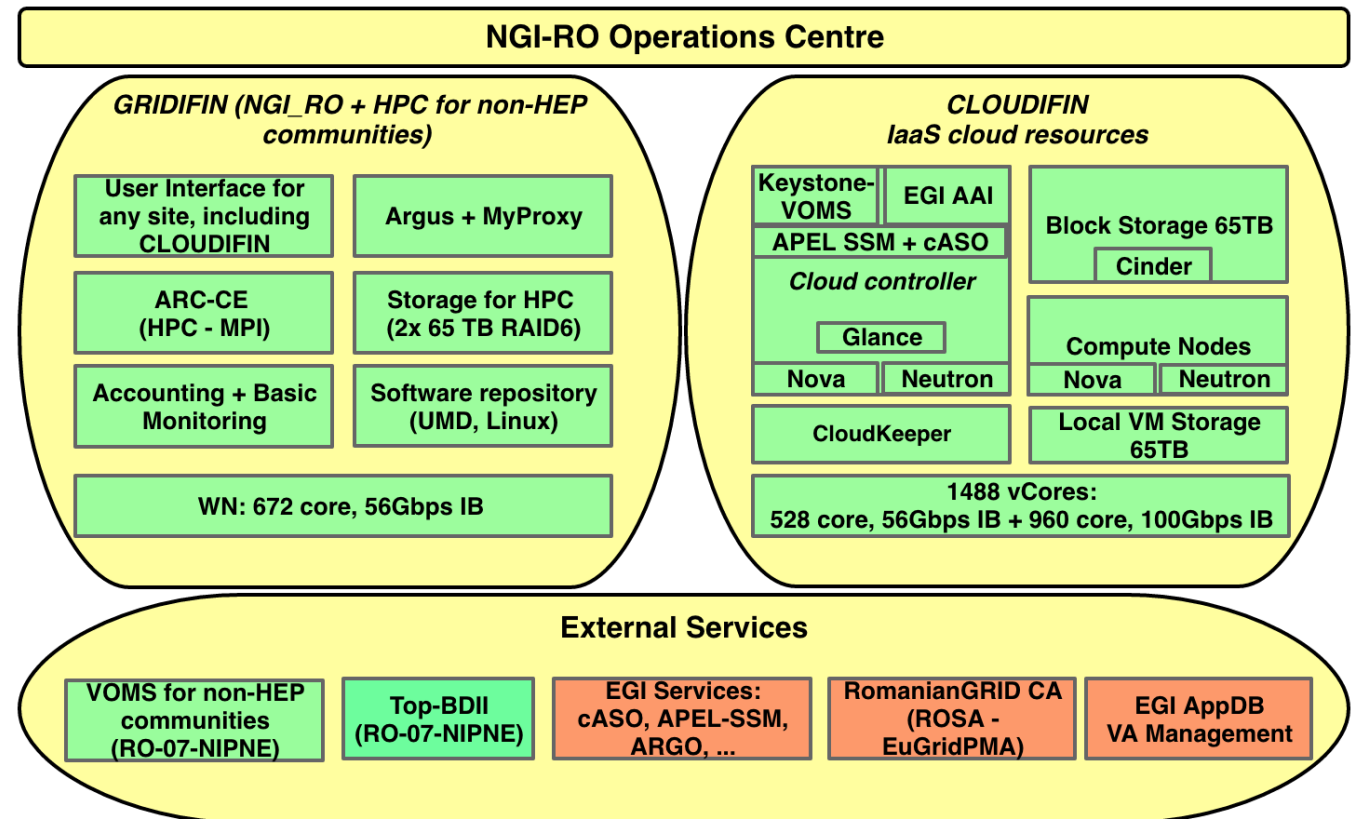 NGI-RO Operations Centre
GRIDIFIN (NGI_RO + HPC for non-HEP
communities)
User Interface for
any site, including
CLOUDIFIN
Argus + MyProxy
ARC-CE
(HPC - MPI)
Storage for HPC
(2x 65 TB RAID6)
Accounting + Basic
Monitoring
Software repository
(UMD, Linux)
WN: 672 core, 56Gbps IB
CLOUDIFIN
IaaS cloud resources
Keystone-
VOMS
EGI AAI
APEL SSM + cASO
Cloud controller
Glance
Nova
Neutron
CloudKeeper
Block Storage 65TB
Cinder
Compute Nodes
Nova
Neutron
Local VM Storage
65TB
1488 vCores:
528 core, 56Gbps IB + 960 core, 100Gbps IB
External Services
VOMS for non-HEP
communities
(RO-07-NIPNE)
Top-BDII
(RO-07-NIPNE)
EGI Services:
cASO, APEL-SSM,
ARGO, ...
RomanianGRID CA
(ROSA -
EuGridPMA)
EGI AppDB
VA Management